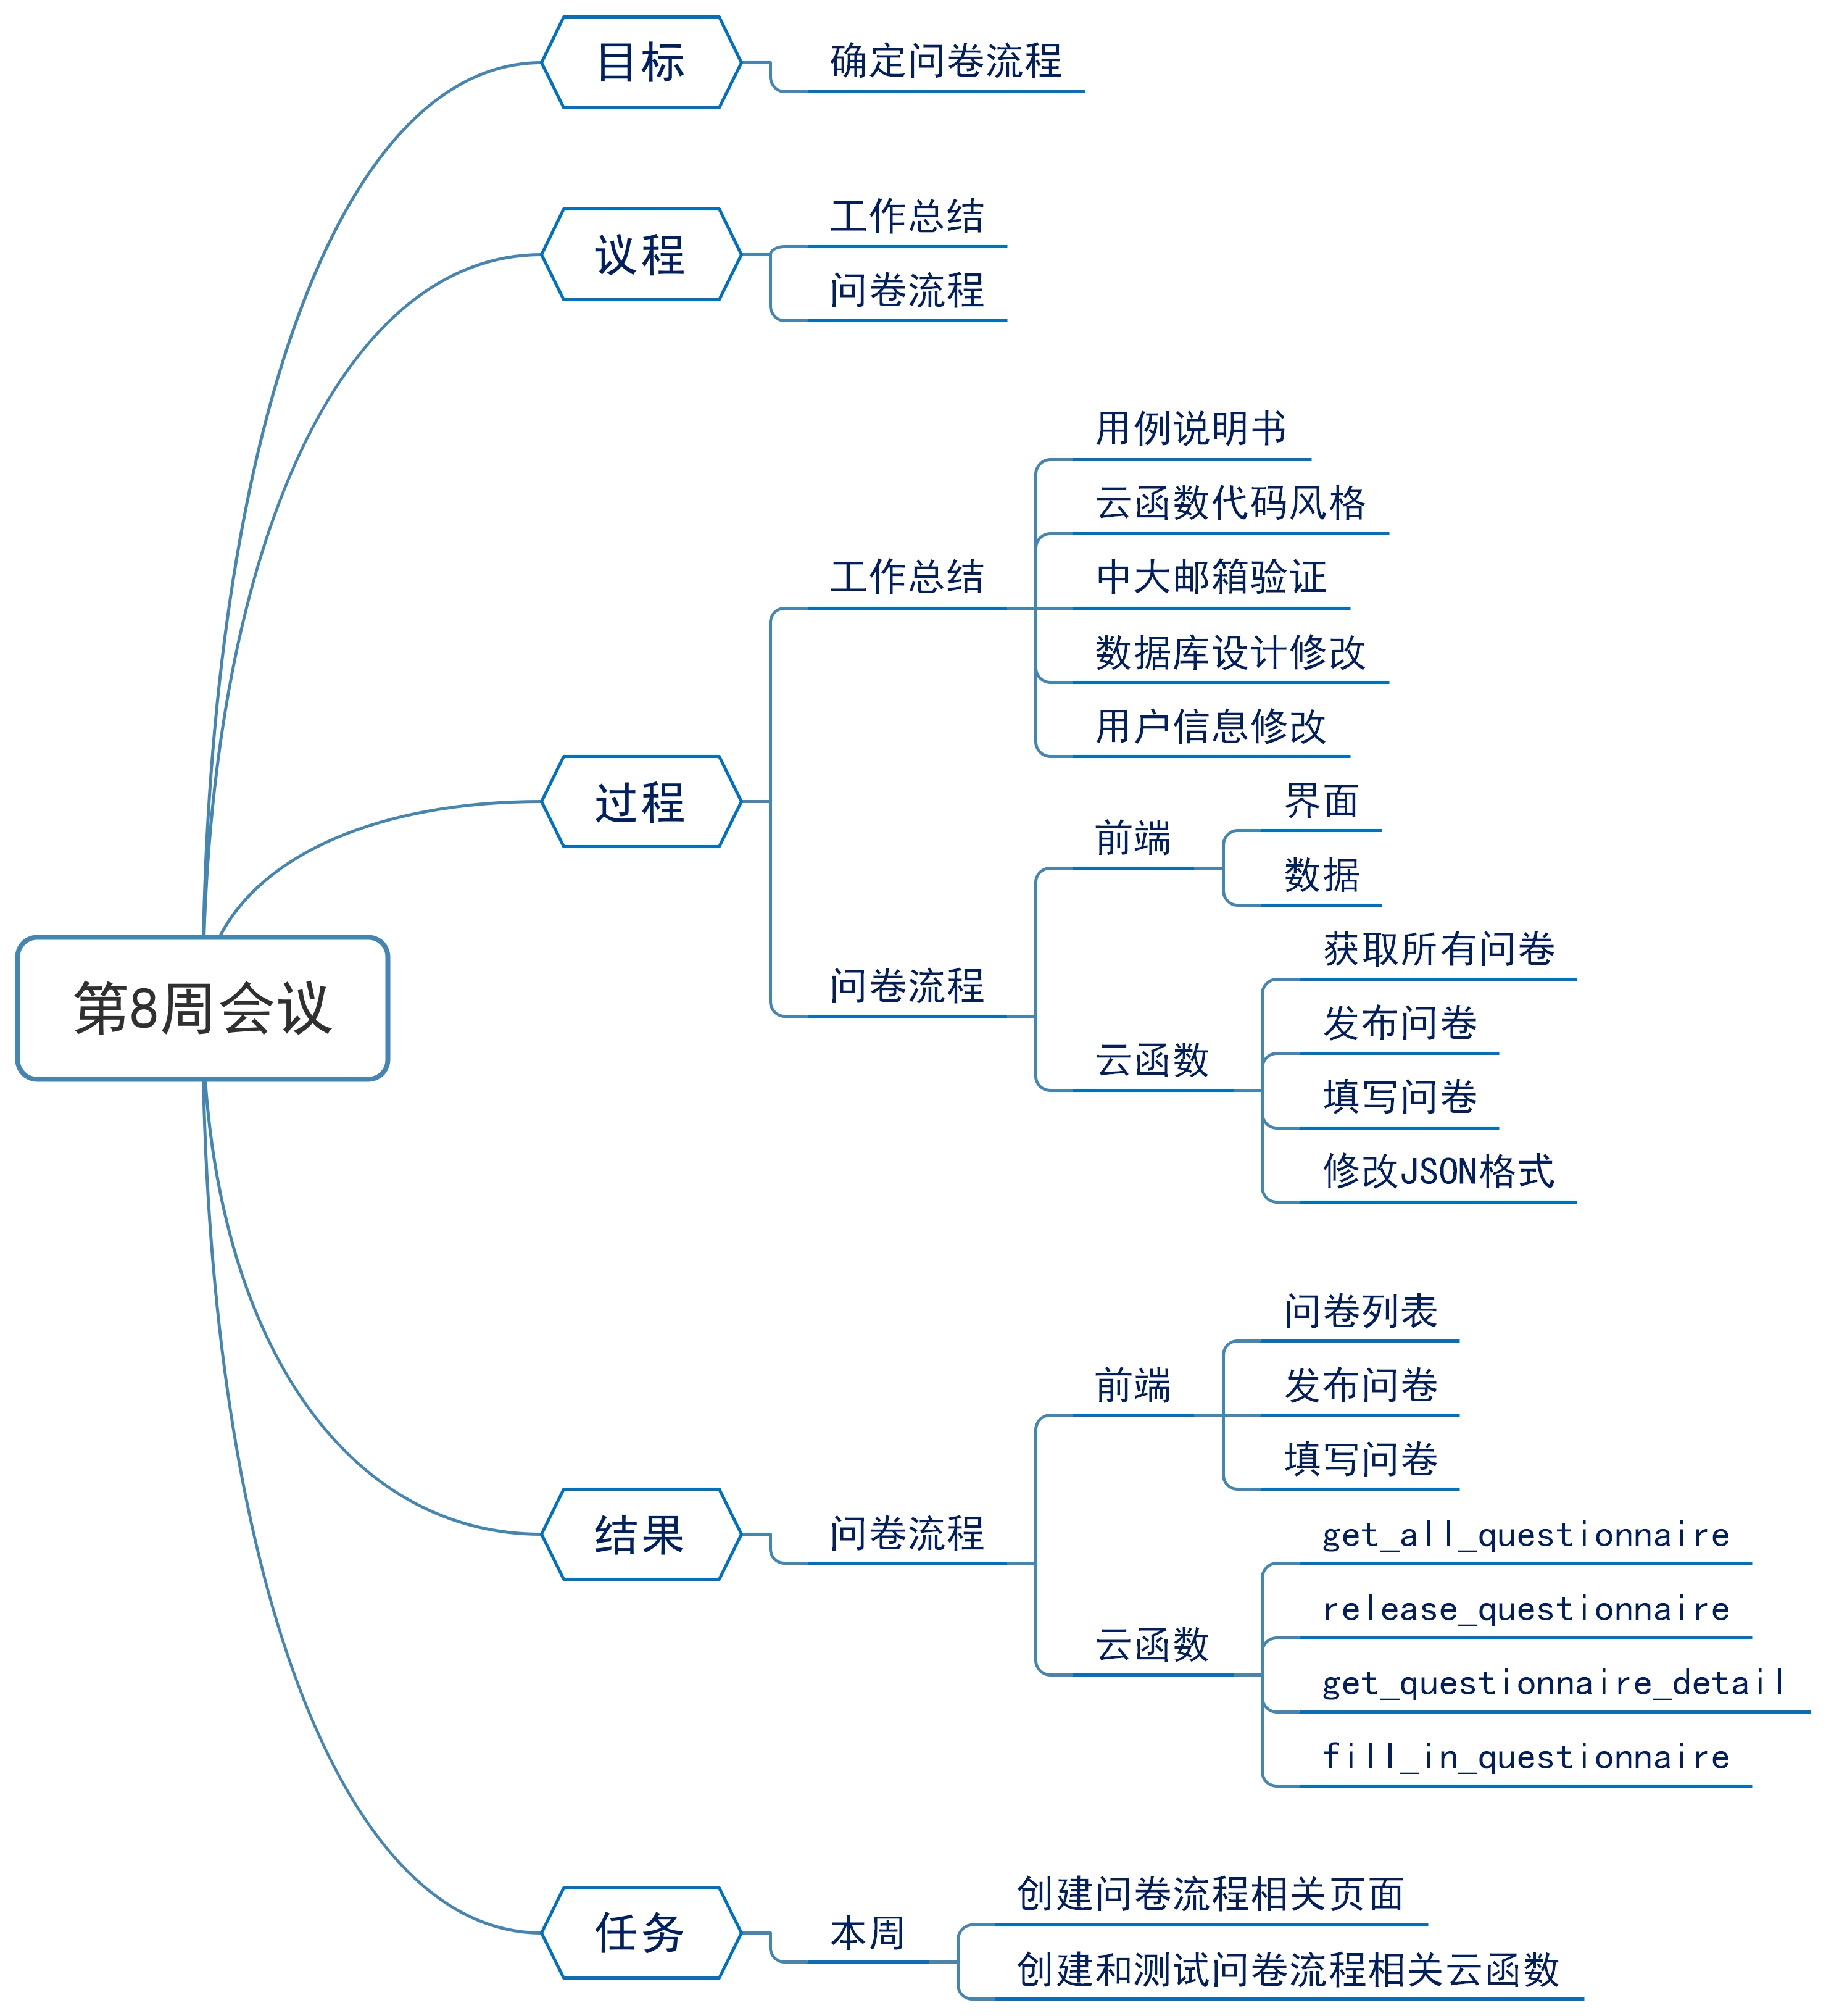 目标
确定问卷流程
议程
工作总结
问卷流程
过程
工作总结
用例说明书
云函数代码风格
中大邮箱验证
数据库设计修改
用户信息修改
问卷流程
前端
界面
数据
云函数
获取所有问卷
发布问卷
填写问卷
修改JSON格式
第8周会议
结果
问卷流程
前端
问卷列表
发布问卷
填写问卷
云函数
get_all_questionnaire
release_questionnaire
get_questionnaire_detail
fill_in_questionnaire
任务
本周
创建问卷流程相关页面
创建和测试问卷流程相关云函数